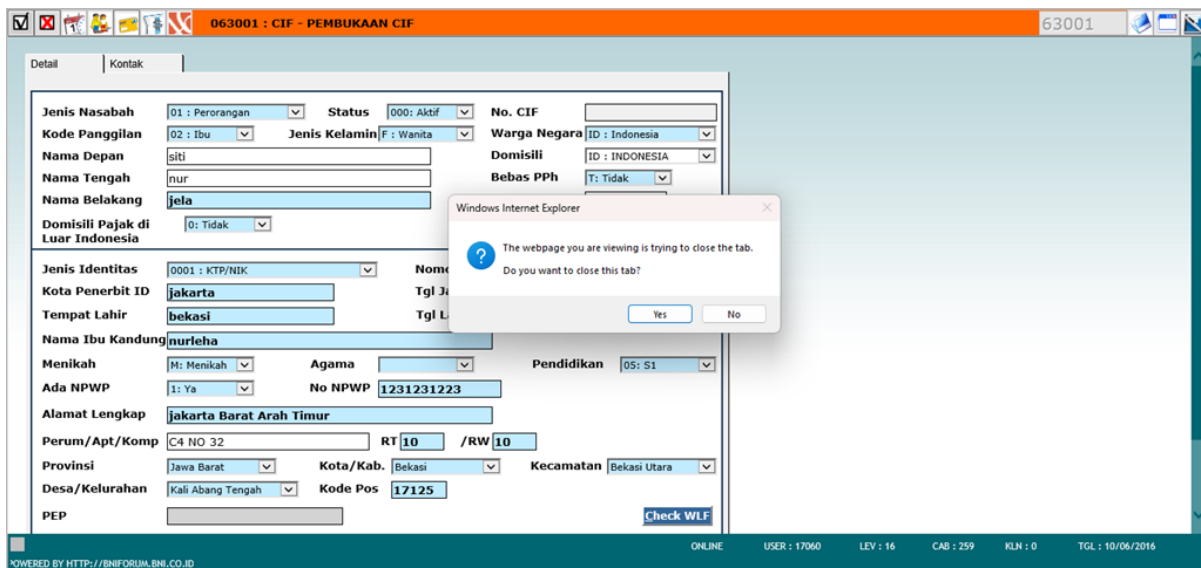 063001 : CIF - PEMBUKAAN CIF 63001
Detail Kontak
Jenis Nasabah 01 : Perorangan Status 000: Aktif No. CIF
Kode Panggilan 02 : Ibu Jenis Kelamin F : Wanita Warga Negara ID : Indonesia
Nama Depan siti Domisili ID : INDONESIA
Nama Tengah nur Bebas PPh T: Tidak
Nama Belakang jela
Domisili Pajak di Luar Indonesia 0: Tidak
Windows Internet Explorer
The webpage you are viewing is trying to close the tab.
Do you want to close this tab?
Yes No
Jenis Identitas 0001 : KTP/NIK
Kota Penerbit ID jakarta
Tempat Lahir bekasi
Nama Ibu Kandung nurleha
Menikah M: Menikah Agama Pendidikan 05: S1
Ada NPWP 1: Ya No NPWP 1231231223
Alamat Lengkap jakarta Barat Arah Timur
Perum/Apt/Komp C4 NO 32 RT 10 /RW 10
Provinsi Jawa Barat Kota/Kab. Bekasi Kecamatan Bekasi Utara
Desa/Kelurahan Kali Abang Tengah Kode Pos 17125
PEP Check WLF
ONLINE USER : 17060 LEV : 16 CAB : 259 KLN : 0 TGL : 10/06/2016
POWERED BY HTTP://BNIFORUM.BNI.CO.ID